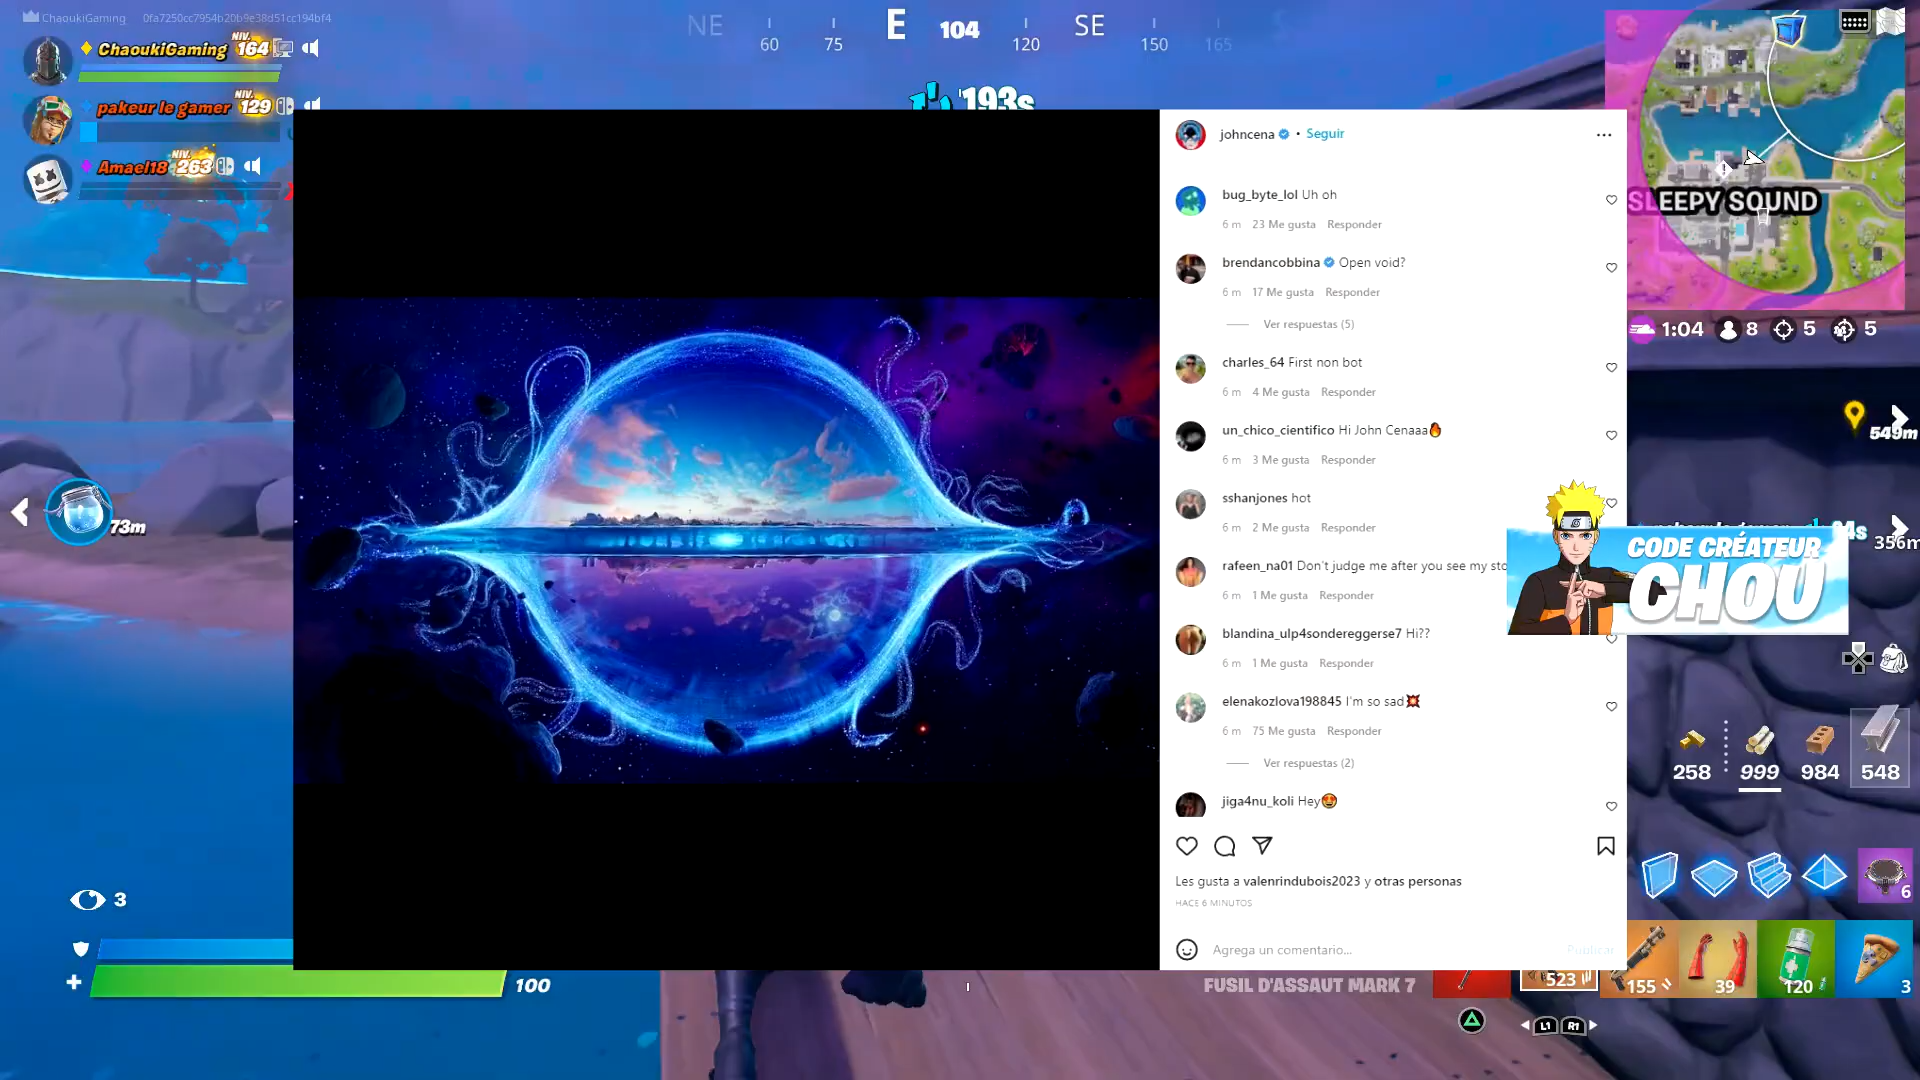 ChaoukiGaming 0fa7250cc7954b20b9e38d51cc194bf4
ChaoukiGaming NIV. 164
pakeur le gamer NIV. 129
Amael18 NIV. 263
NE 60 75 E 104 120 SE 150 165 S
193s
SLEEPY SOUND
1:04 8 5 5
549m
73m
356m
johncena • Seguir
bug_byte_lol Uh oh
6 m 23 Me gusta Responder
brendancobbina Open void?
6 m 17 Me gusta Responder
Ver respuestas (5)
charles_64 First non bot
6 m 4 Me gusta Responder
un_chico_cientifico Hi John Cenaaa🔥
6 m 3 Me gusta Responder
sshanjones hot
6 m 2 Me gusta Responder
rafeen_na01 Don't judge me after you see my
6 m 1 Me gusta Responder
blandina_ulp4sondereggerse7 Hi??
6 m 1 Me gusta Responder
elenakozlova198845 I'm so sad💥
6 m 75 Me gusta Responder
Ver respuestas (2)
jiga4nu_koli Hey😍
Les gusta a valenrindubois2023 y otras personas
HACE 6 MINUTOS
Agrega un comentario... Publicar
CODE CRÉATEUR
CHOU
258 999 984 548
6
3
100
FUSIL D'ASSAUT MARK 7
523 155 39 120 3
L1 R1